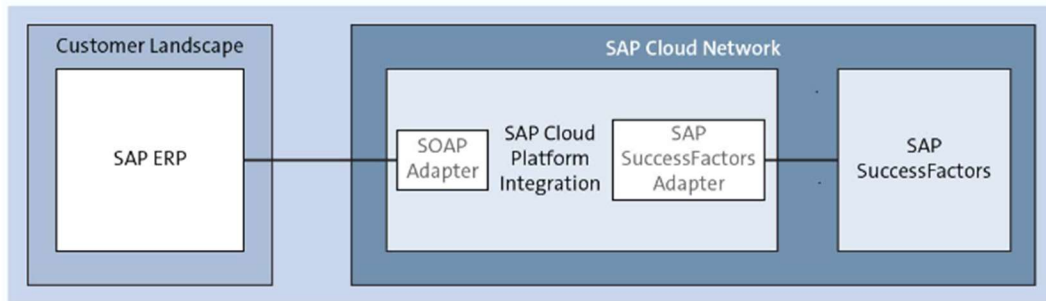 Customer Landscape
SAP ERP
SAP Cloud Network
SOAP
Adapter
SAP Cloud
Platform
Integration
SAP
SuccessFactors
Adapter
SAP
SuccessFactors